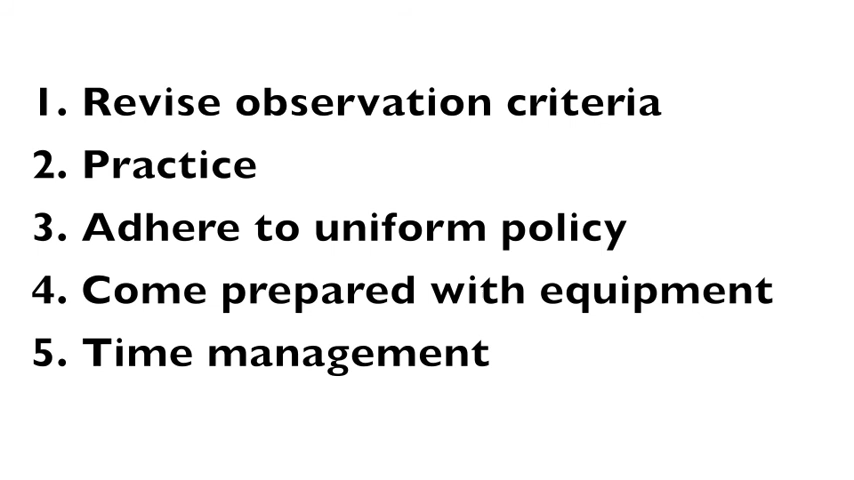 1. Revise observation criteria
2. Practice
3. Adhere to uniform policy
4. Come prepared with equipment
5. Time management